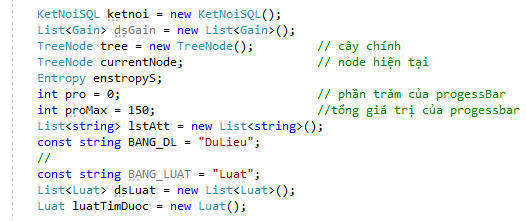 KetNoiSQL ketnoi = new KetNoiSQL();
List<Gain> dsGain = new List<Gain>();
TreeNode tree = new TreeNode(); // cây chính
TreeNode currentNode; // node hiện tại
Entropy enstropyS;
int pro = 0; // phần trăm của progessBar
int proMax = 150; //tổng giá trị của progessbar
List<string> lstAtt = new List<string>();
const string BANG_DL = "DuLieu";
//
const string BANG_LUAT = "Luat";
List<Luat> dsLuat = new List<Luat>();
Luat luatTimDuoc = new Luat();